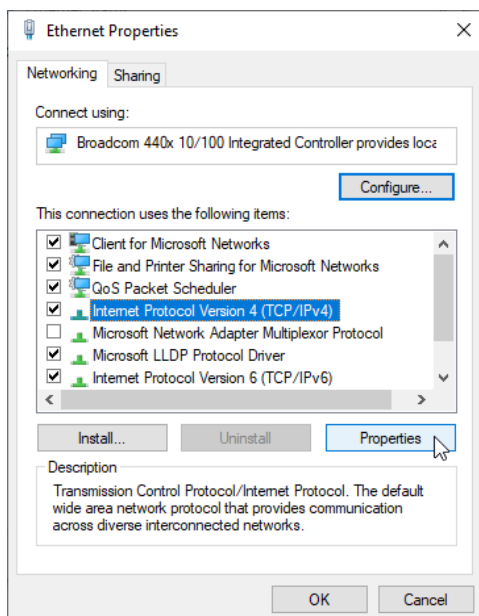 Ethernet Properties
Networking
Sharing
Connect using:
Broadcom 440x 10/100 Integrated Controller provides loca
Configure...
This connection uses the following items:
Client for Microsoft Networks
File and Printer Sharing for Microsoft Networks
QoS Packet Scheduler
Internet Protocol Version 4 (TCP/IPv4)
Microsoft Network Adapter Multiplexor Protocol
Microsoft LLDP Protocol Driver
Internet Protocol Version 6 (TCP/IPv6)
Install...
Uninstall
Properties
Description
Transmission Control Protocol/Internet Protocol. The default
wide area network protocol that provides communication
across diverse interconnected networks.
OK
Cancel